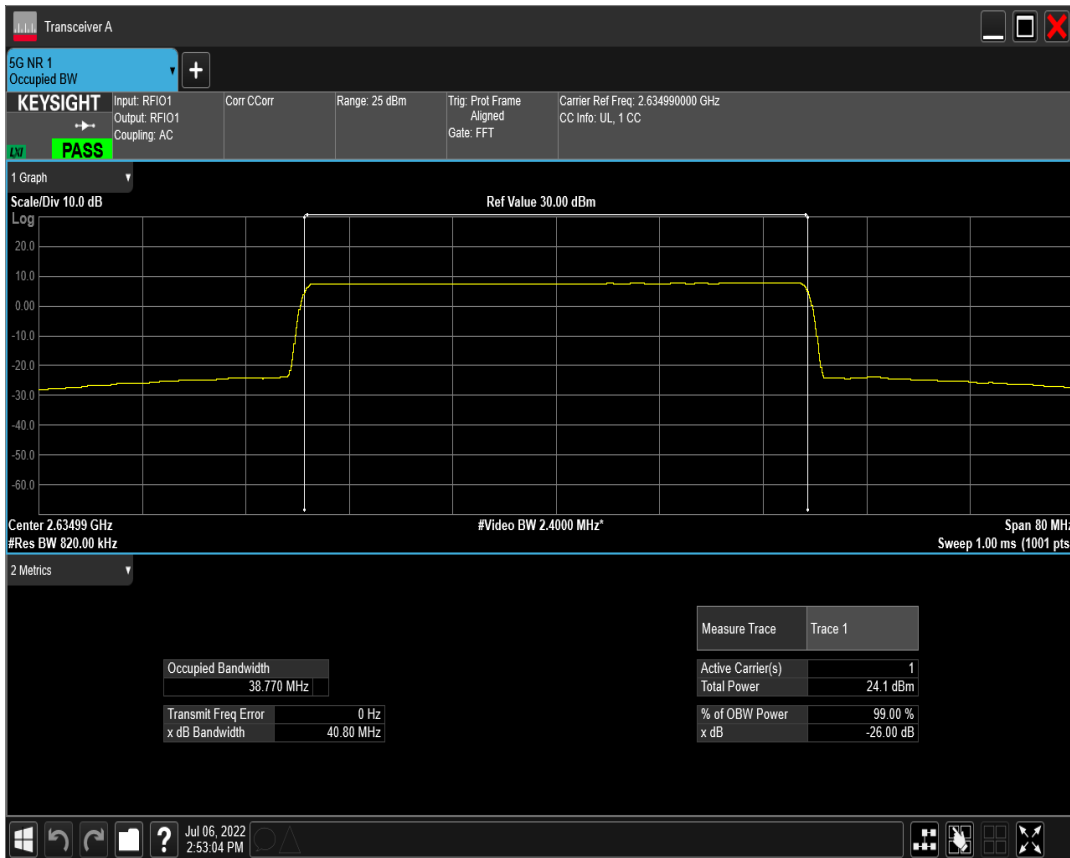 Transceiver A
5G NR 1
Occupied BW
+
KEYSIGHT
LXI
PASS
Input: RFIO1
Output: RFIO1
Coupling: AC
Corr CCorr
Range: 25 dBm
Trig: Prot Frame
Aligned
Gate: FFT
Carrier Ref Freq: 2.634990000 GHz
CC Info: UL, 1 CC
1 Graph
Scale/Div 10.0 dB
Ref Value 30.00 dBm
Log
20.0
10.0
0.00
-10.0
-20.0
-30.0
-40.0
-50.0
-60.0
Center 2.63499 GHz
#Video BW 2.4000 MHz*
Span 80 MHz
#Res BW 820.00 kHz
Sweep 1.00 ms (1001 pts
2 Metrics
Measure Trace Trace 1
Occupied Bandwidth
38.770 MHz
Active Carrier(s) 1
Total Power 24.1 dBm
Transmit Freq Error 0 Hz
x dB Bandwidth 40.80 MHz
% of OBW Power 99.00 %
x dB -26.00 dB
?
Jul 06, 2022
2:53:04 PM